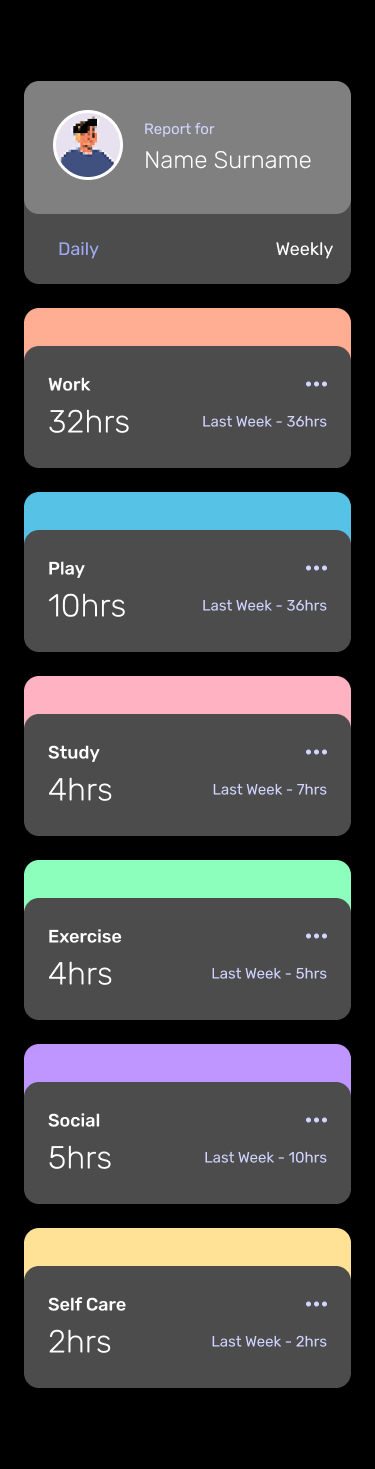 Report for
Name Surname
Daily Weekly
Work
32hrs Last Week - 36hrs
Play
10hrs Last Week - 36hrs
Study
4hrs Last Week - 7hrs
Exercise
4hrs Last Week - 5hrs
Social
5hrs Last Week - 10hrs
Self Care
2hrs Last Week - 2hrs